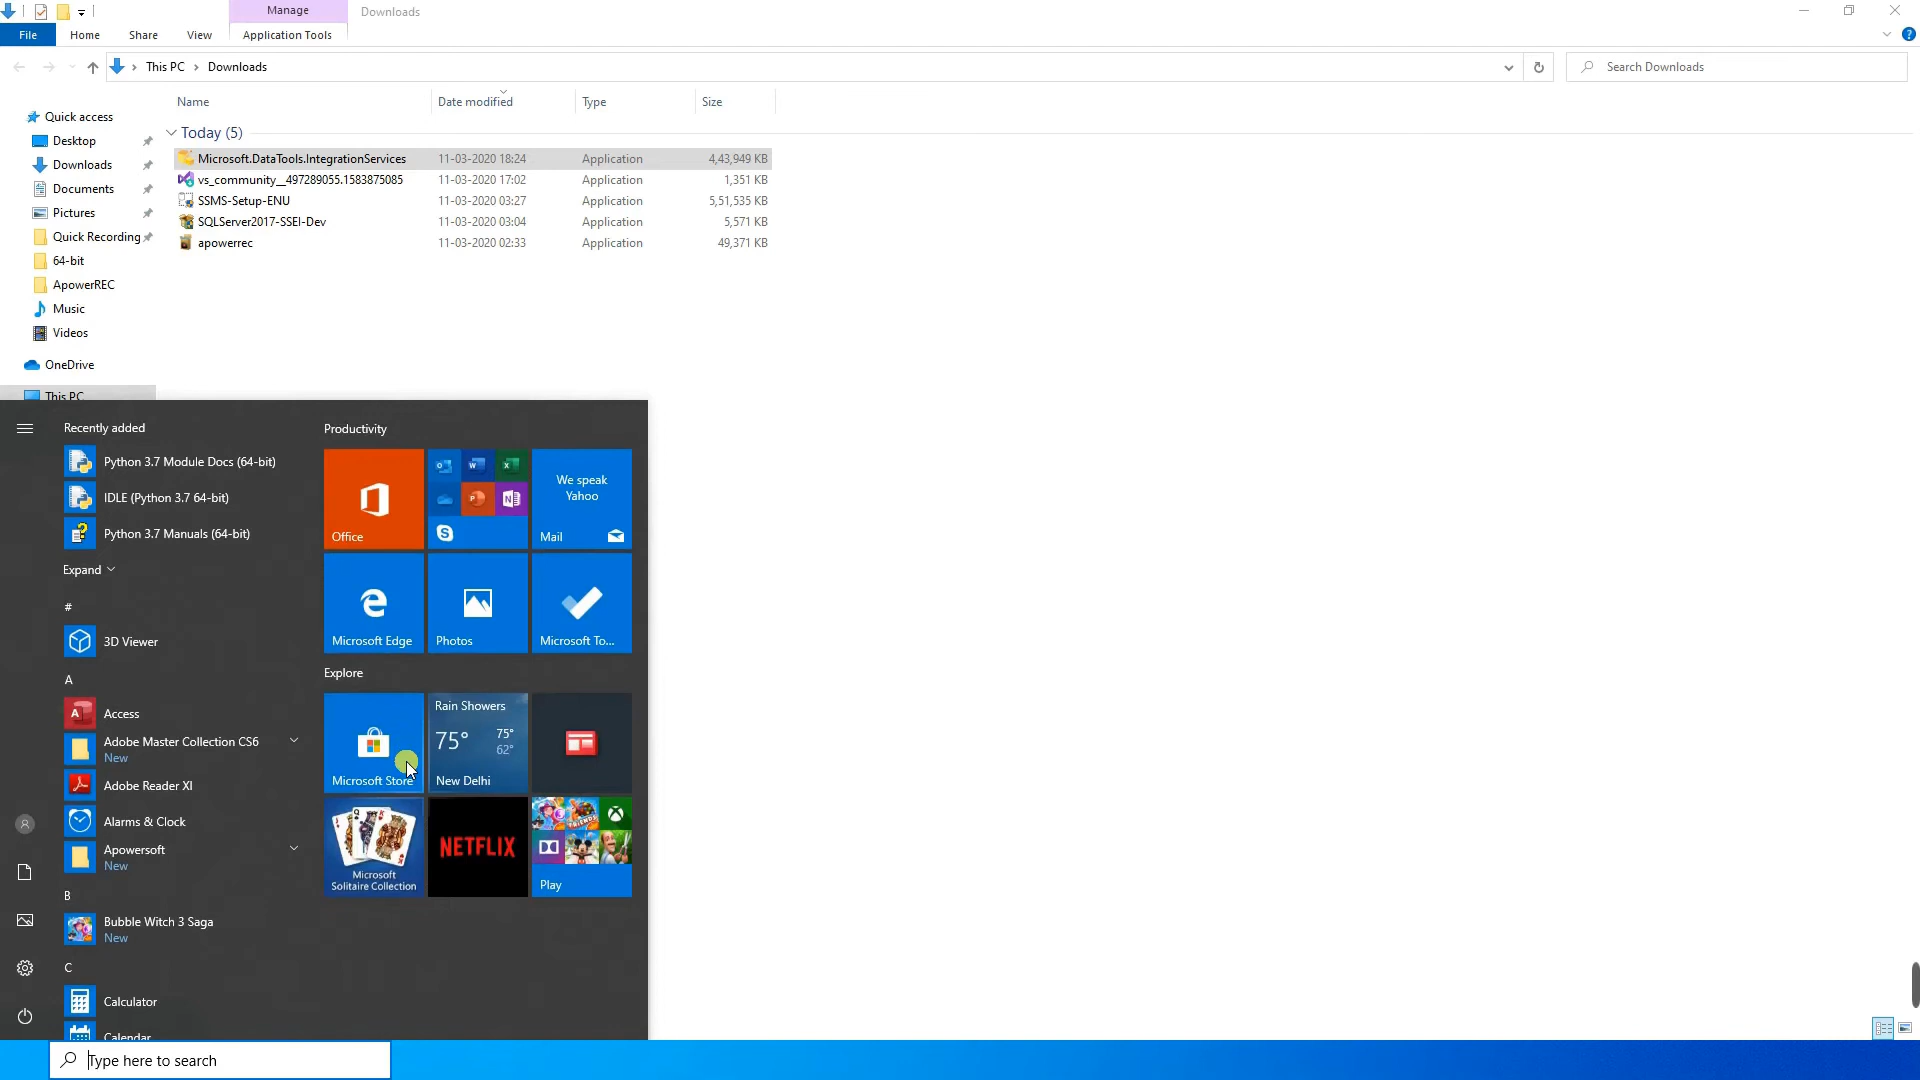 Manage
Downloads
File
Home
Share
View
Application Tools
This PC
Downloads
Search Downloads
Name
Date modified
Type
Size
Quick access
Desktop
Downloads
Documents
Pictures
Quick Recording
64-bit
ApowerREC
Music
Videos
OneDrive
This PC
Today (5)
Microsoft.DataTools.IntegrationServices 11-03-2020 18:24 Application 4,43,949 KB
vs_community__497289055.1583875085 11-03-2020 17:02 Application 1,351 KB
SSMS-Setup-ENU 11-03-2020 03:27 Application 5,51,535 KB
SQLServer2017-SSEI-Dev 11-03-2020 03:04 Application 5,571 KB
apowerrec 11-03-2020 02:33 Application 49,371 KB
Recently added
Python 3.7 Module Docs (64-bit)
IDLE (Python 3.7 64-bit)
Python 3.7 Manuals (64-bit)
Expand
#
3D Viewer
A
Access
Adobe Master Collection CS6
New
Adobe Reader XI
Alarms & Clock
Apowersoft
New
B
Bubble Witch 3 Saga
New
C
Calculator
Calendar
Productivity
Office
We speak
Yahoo
Mail
Microsoft Edge
Photos
Microsoft To...
Explore
Microsoft Store
Rain Showers
75°
75°
62°
New Delhi
Microsoft
Solitaire Collection
NETFLIX
Play
Type here to search